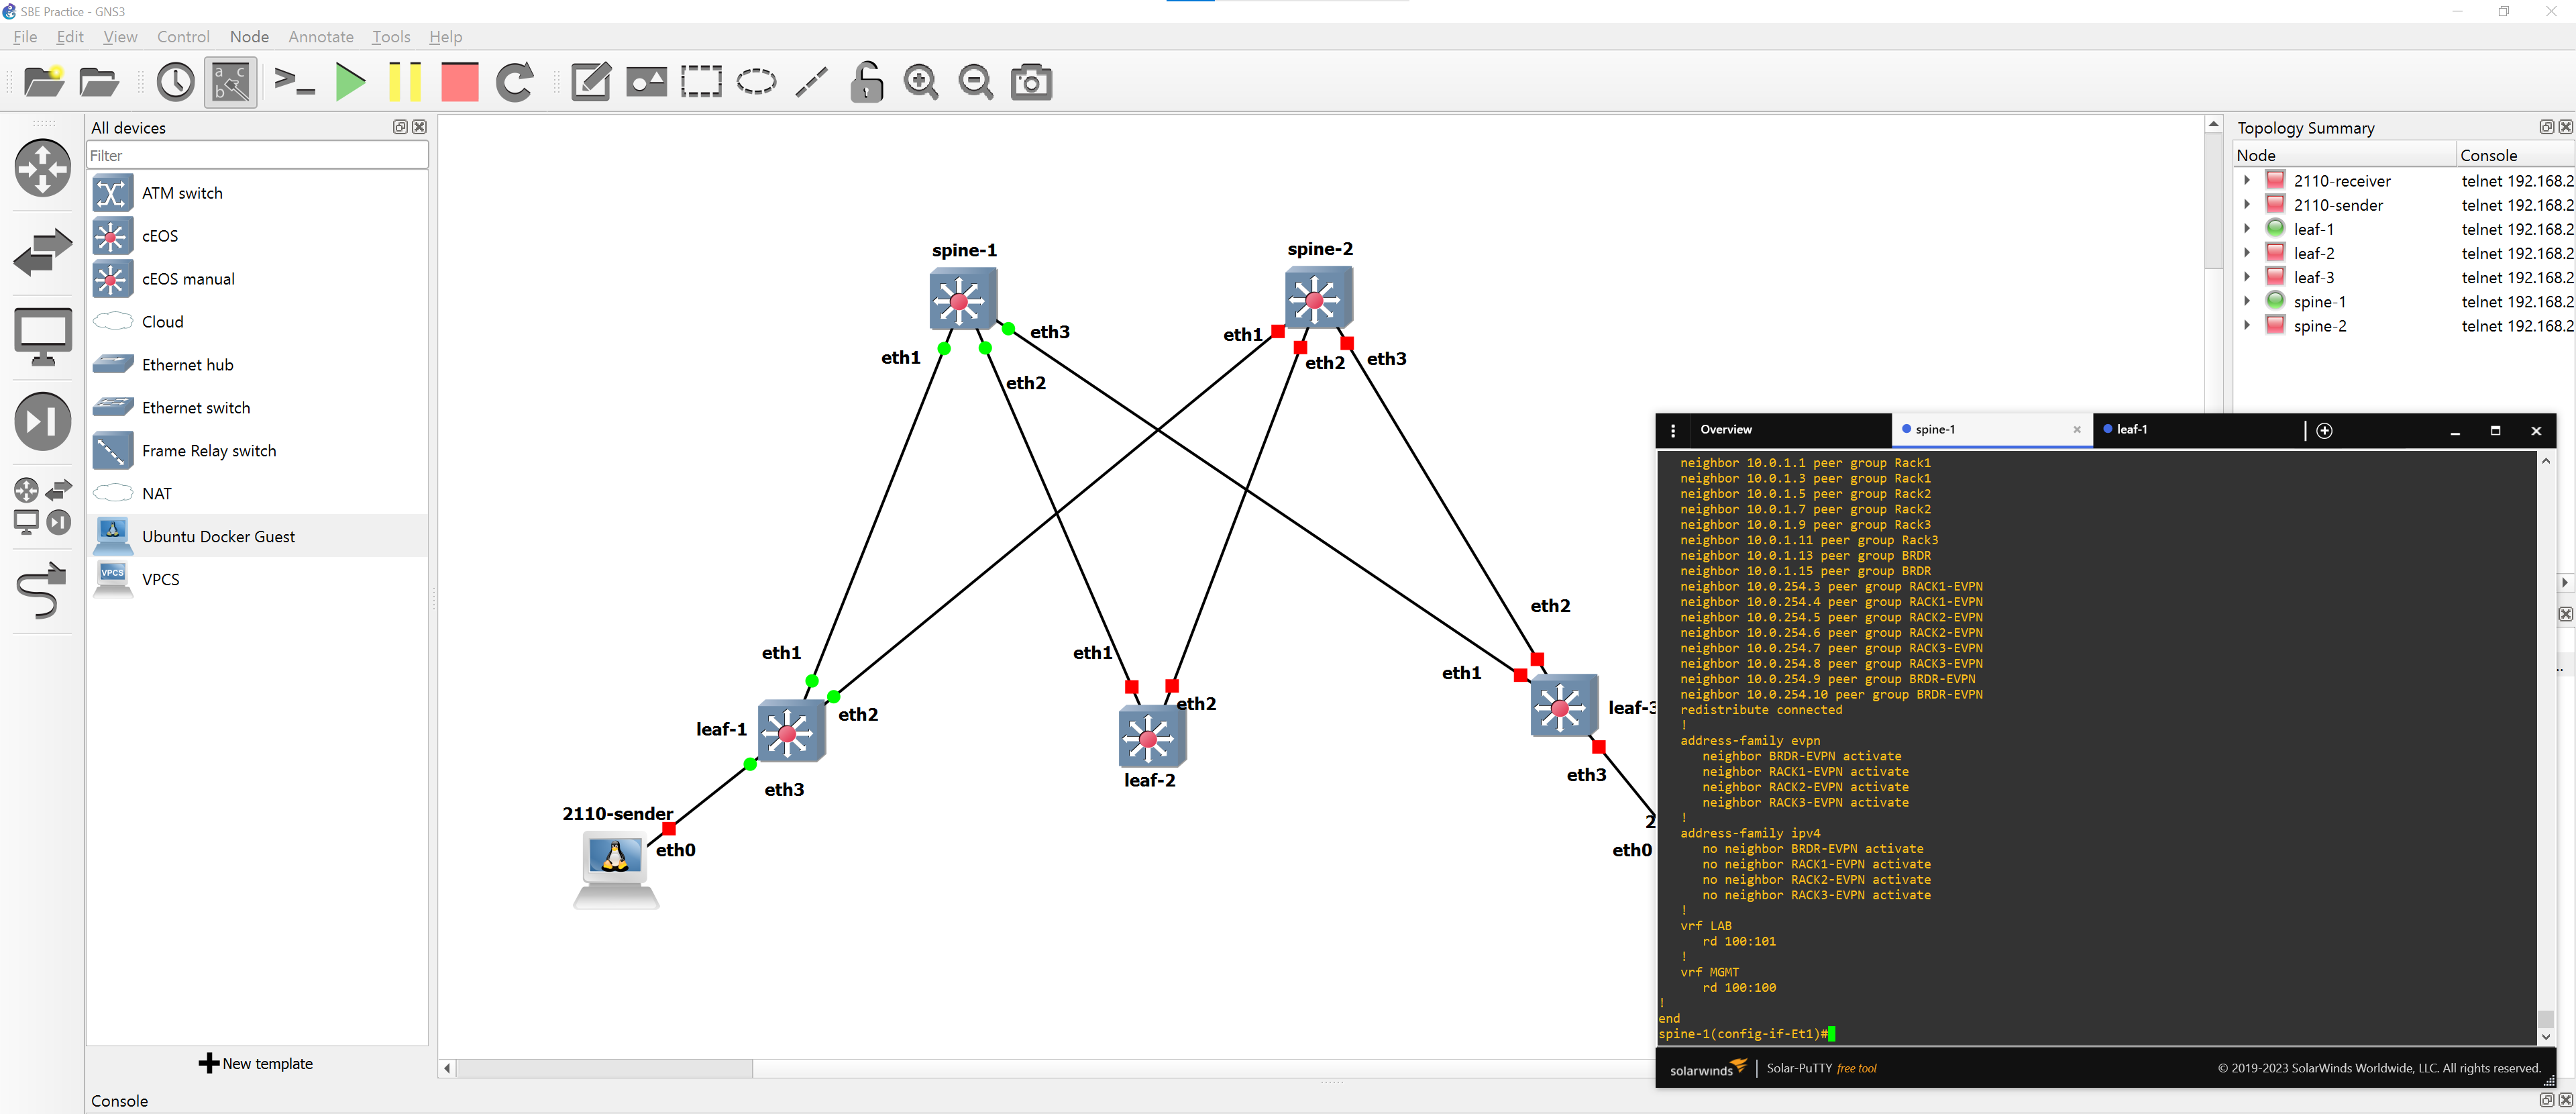 SBE Practice - GNS3
File Edit View Control Node Annotate Tools Help
All devices
Filter
ATM switch
cEOS
cEOS manual
Cloud
Ethernet hub
Ethernet switch
Frame Relay switch
NAT
Ubuntu Docker Guest
VPCS
New template
Console
spine-1
spine-2
eth3
eth1
eth1
eth2
eth3
eth2
eth2
eth1
eth1
eth1
eth2
eth2
leaf-1
leaf-3
eth3
leaf-2
eth3
2110-sender
2
eth0
eth0
Topology Summary
Node Console
2110-receiver telnet 192.168.2
2110-sender telnet 192.168.2
leaf-1 telnet 192.168.2
leaf-2 telnet 192.168.2
leaf-3 telnet 192.168.2
spine-1 telnet 192.168.2
spine-2 telnet 192.168.2
Overview spine-1 leaf-1
neighbor 10.0.1.1 peer group Rack1
neighbor 10.0.1.3 peer group Rack1
neighbor 10.0.1.5 peer group Rack2
neighbor 10.0.1.7 peer group Rack2
neighbor 10.0.1.9 peer group Rack3
neighbor 10.0.1.11 peer group Rack3
neighbor 10.0.1.13 peer group BRDR
neighbor 10.0.1.15 peer group BRDR
neighbor 10.0.254.3 peer group RACK1-EVPN
neighbor 10.0.254.4 peer group RACK1-EVPN
neighbor 10.0.254.5 peer group RACK2-EVPN
neighbor 10.0.254.6 peer group RACK2-EVPN
neighbor 10.0.254.7 peer group RACK3-EVPN
neighbor 10.0.254.8 peer group RACK3-EVPN
neighbor 10.0.254.9 peer group BRDR-EVPN
neighbor 10.0.254.10 peer group BRDR-EVPN
redistribute connected
!
address-family evpn
neighbor BRDR-EVPN activate
neighbor RACK1-EVPN activate
neighbor RACK2-EVPN activate
neighbor RACK3-EVPN activate
!
address-family ipv4
no neighbor BRDR-EVPN activate
no neighbor RACK1-EVPN activate
no neighbor RACK2-EVPN activate
no neighbor RACK3-EVPN activate
!
vrf LAB
rd 100:101
!
vrf MGMT
rd 100:100
!
end
spine-1(config-if-Et1)#
solarwinds Solar-PuTTY free tool © 2019-2023 SolarWinds Worldwide, LLC. All rights reserved.